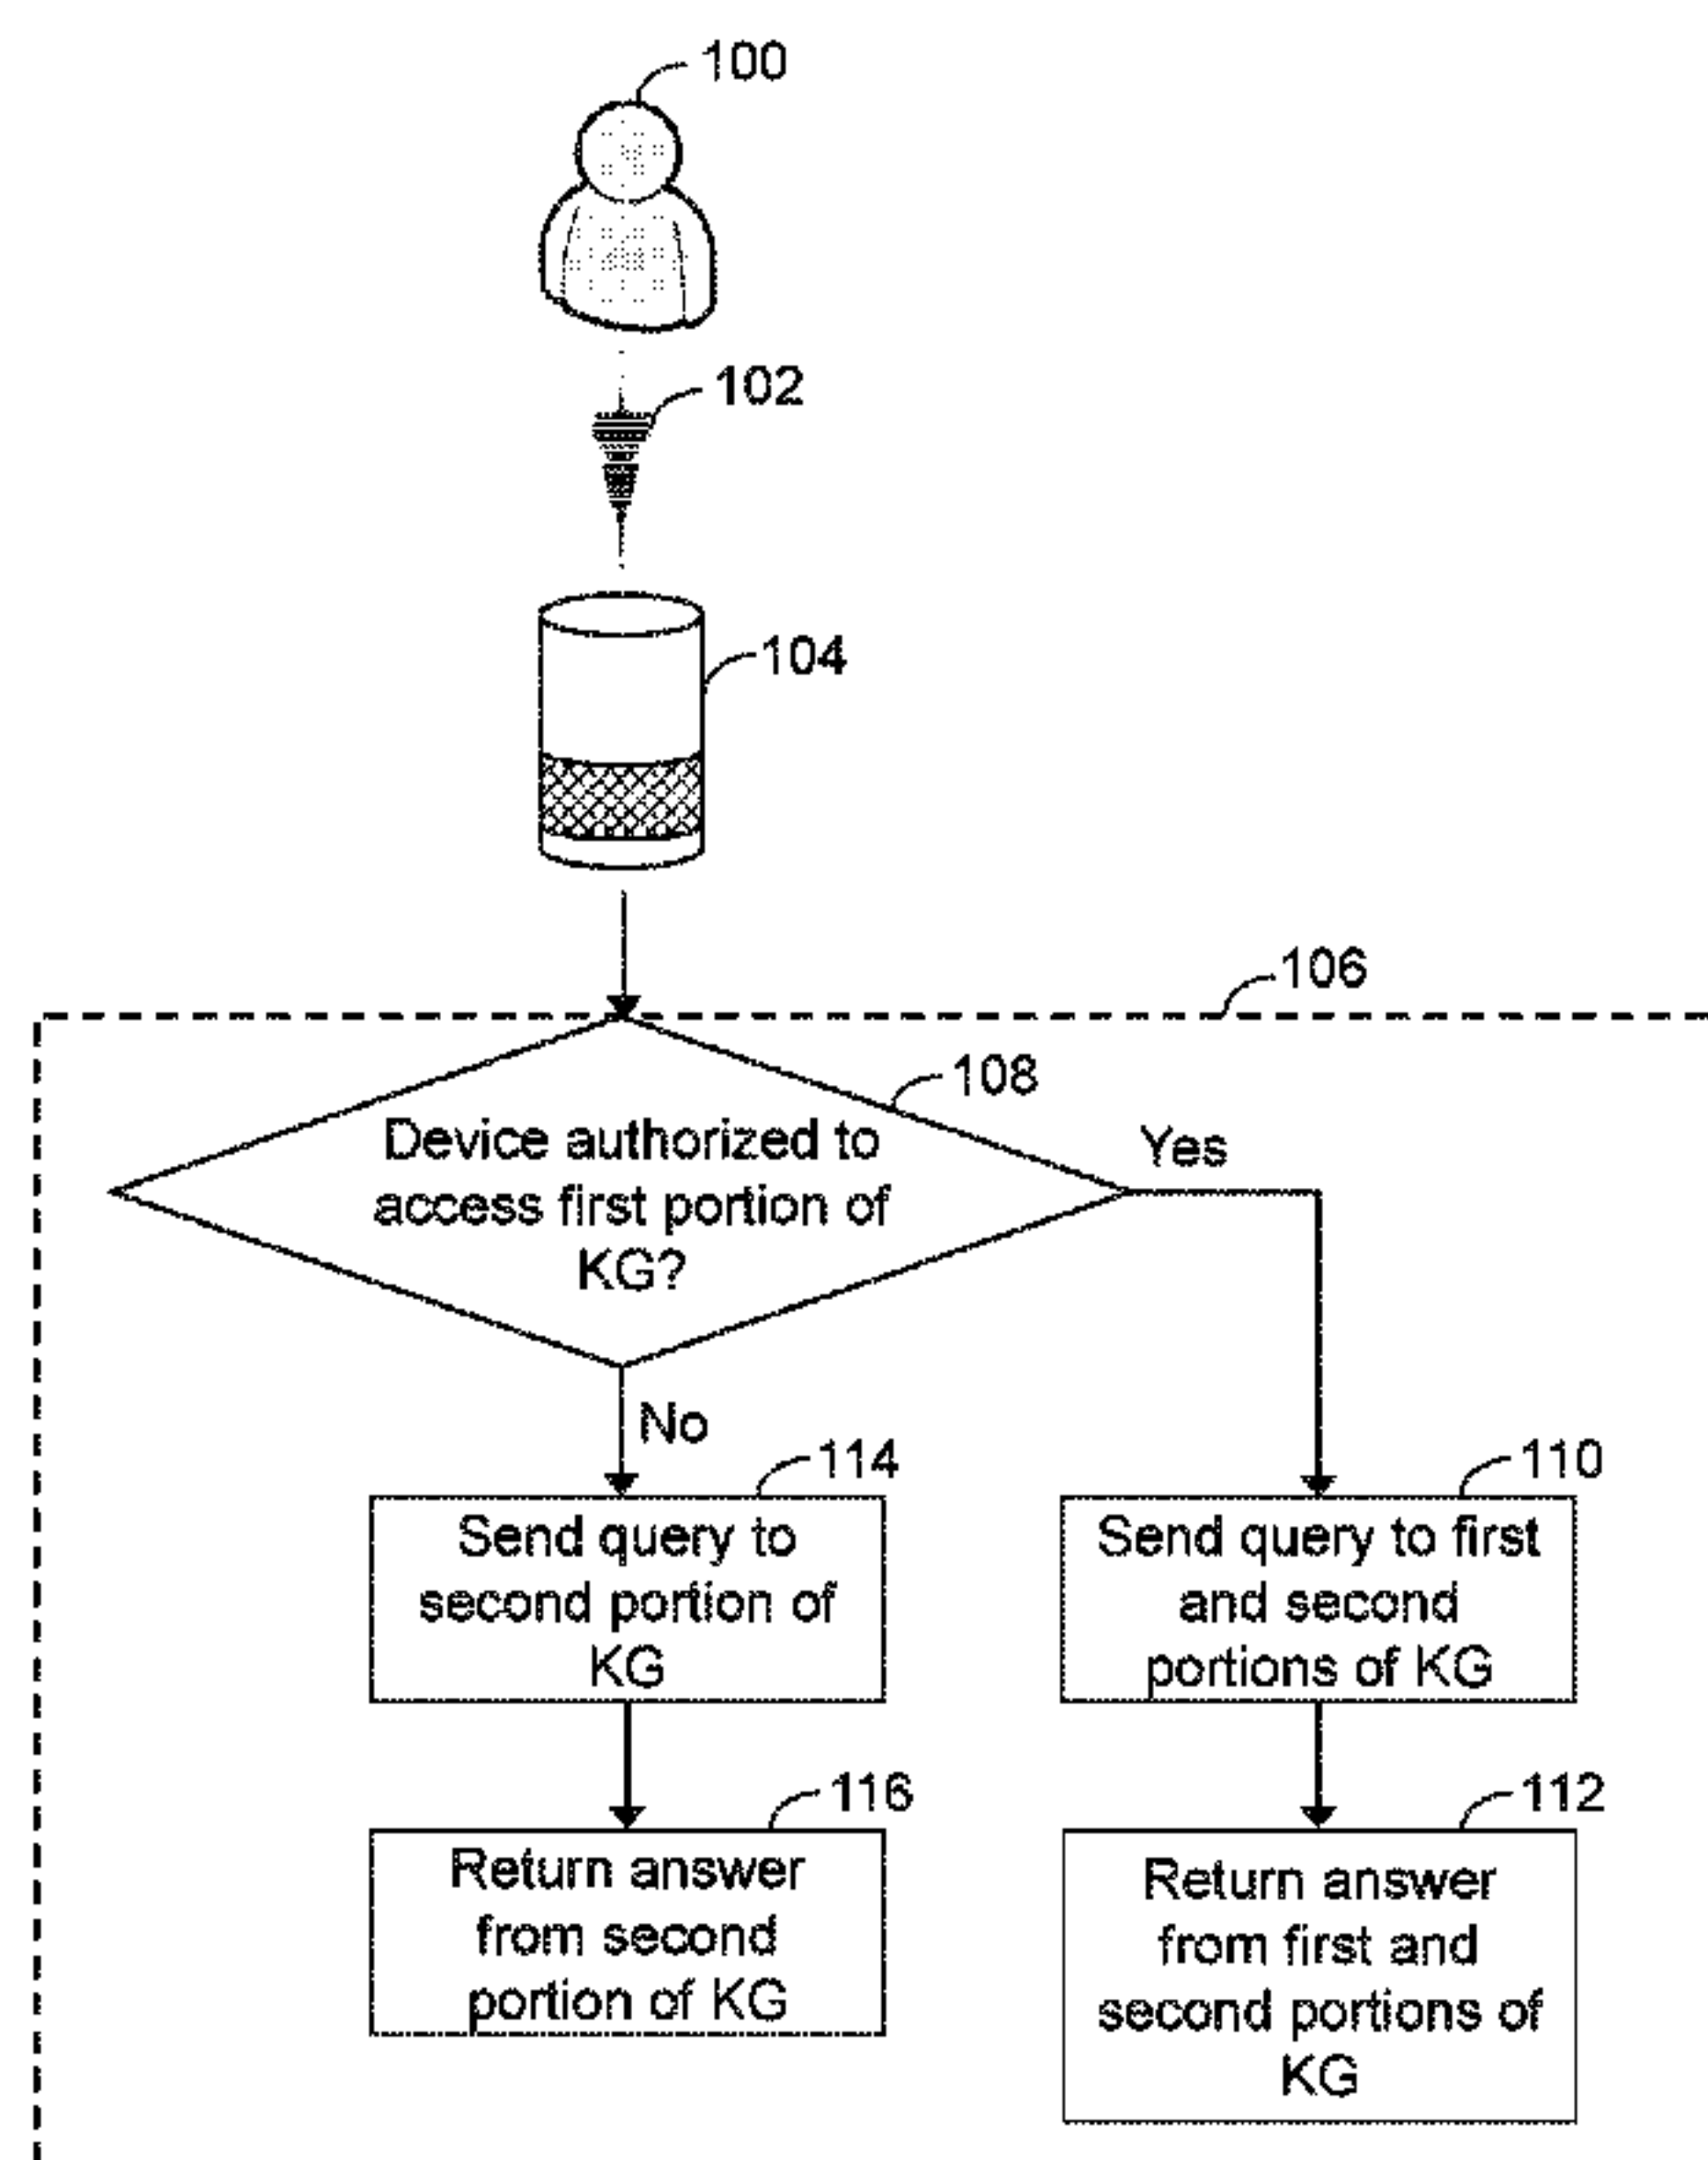 100
102
104
106
108
Device authorized to
access first portion of
KG?
Yes
No
114
Send query to
second portion of
KG
110
Send query to first
and second
portions of KG
116
Return answer
from second
portion of KG
112
Return answer
from first and
second portions of
KG